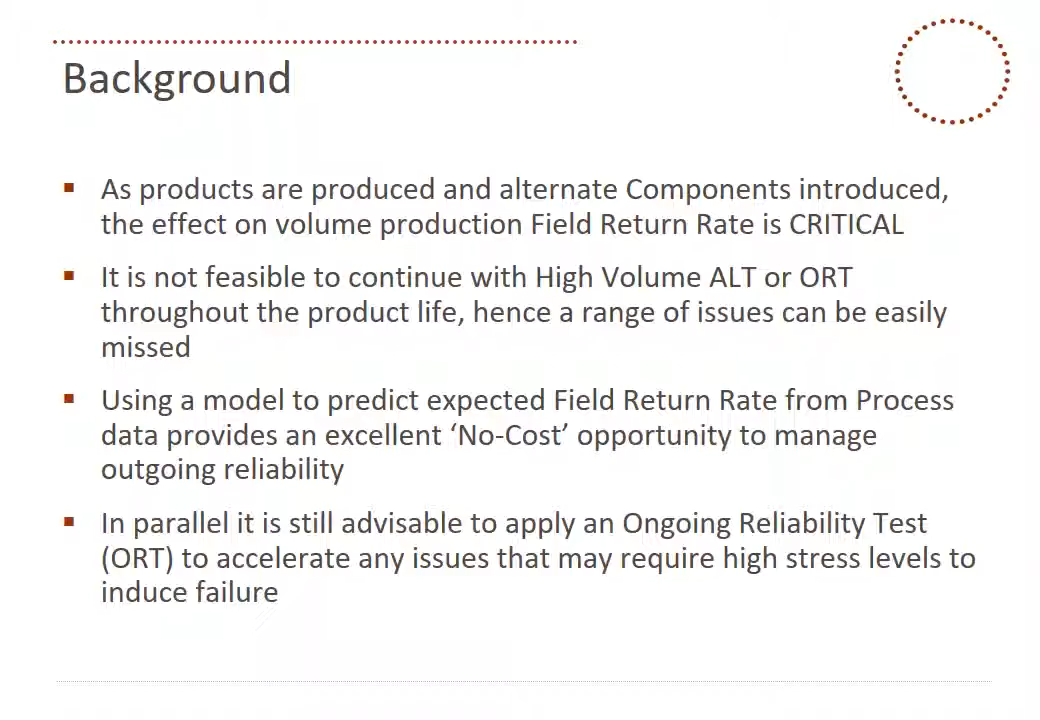 Background
▪ As products are produced and alternate Components introduced,
the effect on volume production Field Return Rate is CRITICAL
▪ It is not feasible to continue with High Volume ALT or ORT
throughout the product life, hence a range of issues can be easily
missed
▪ Using a model to predict expected Field Return Rate from Process
data provides an excellent ‘No-Cost’ opportunity to manage
outgoing reliability
▪ In parallel it is still advisable to apply an Ongoing Reliability Test
(ORT) to accelerate any issues that may require high stress levels to
induce failure